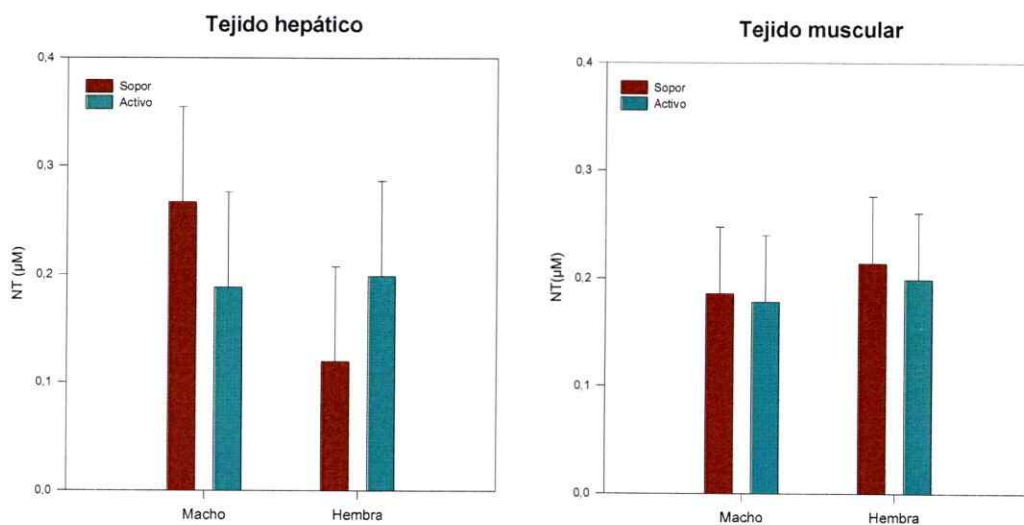 Tejido hepático
0,4
0,3
0,2
0,1
0,0
NT (µM)
Sopor
Activo
Macho
Hembra
Tejido muscular
0,4
0,3
0,2
0,1
0,0
NT(µM)
Sopor
Activo
Macho
Hembra